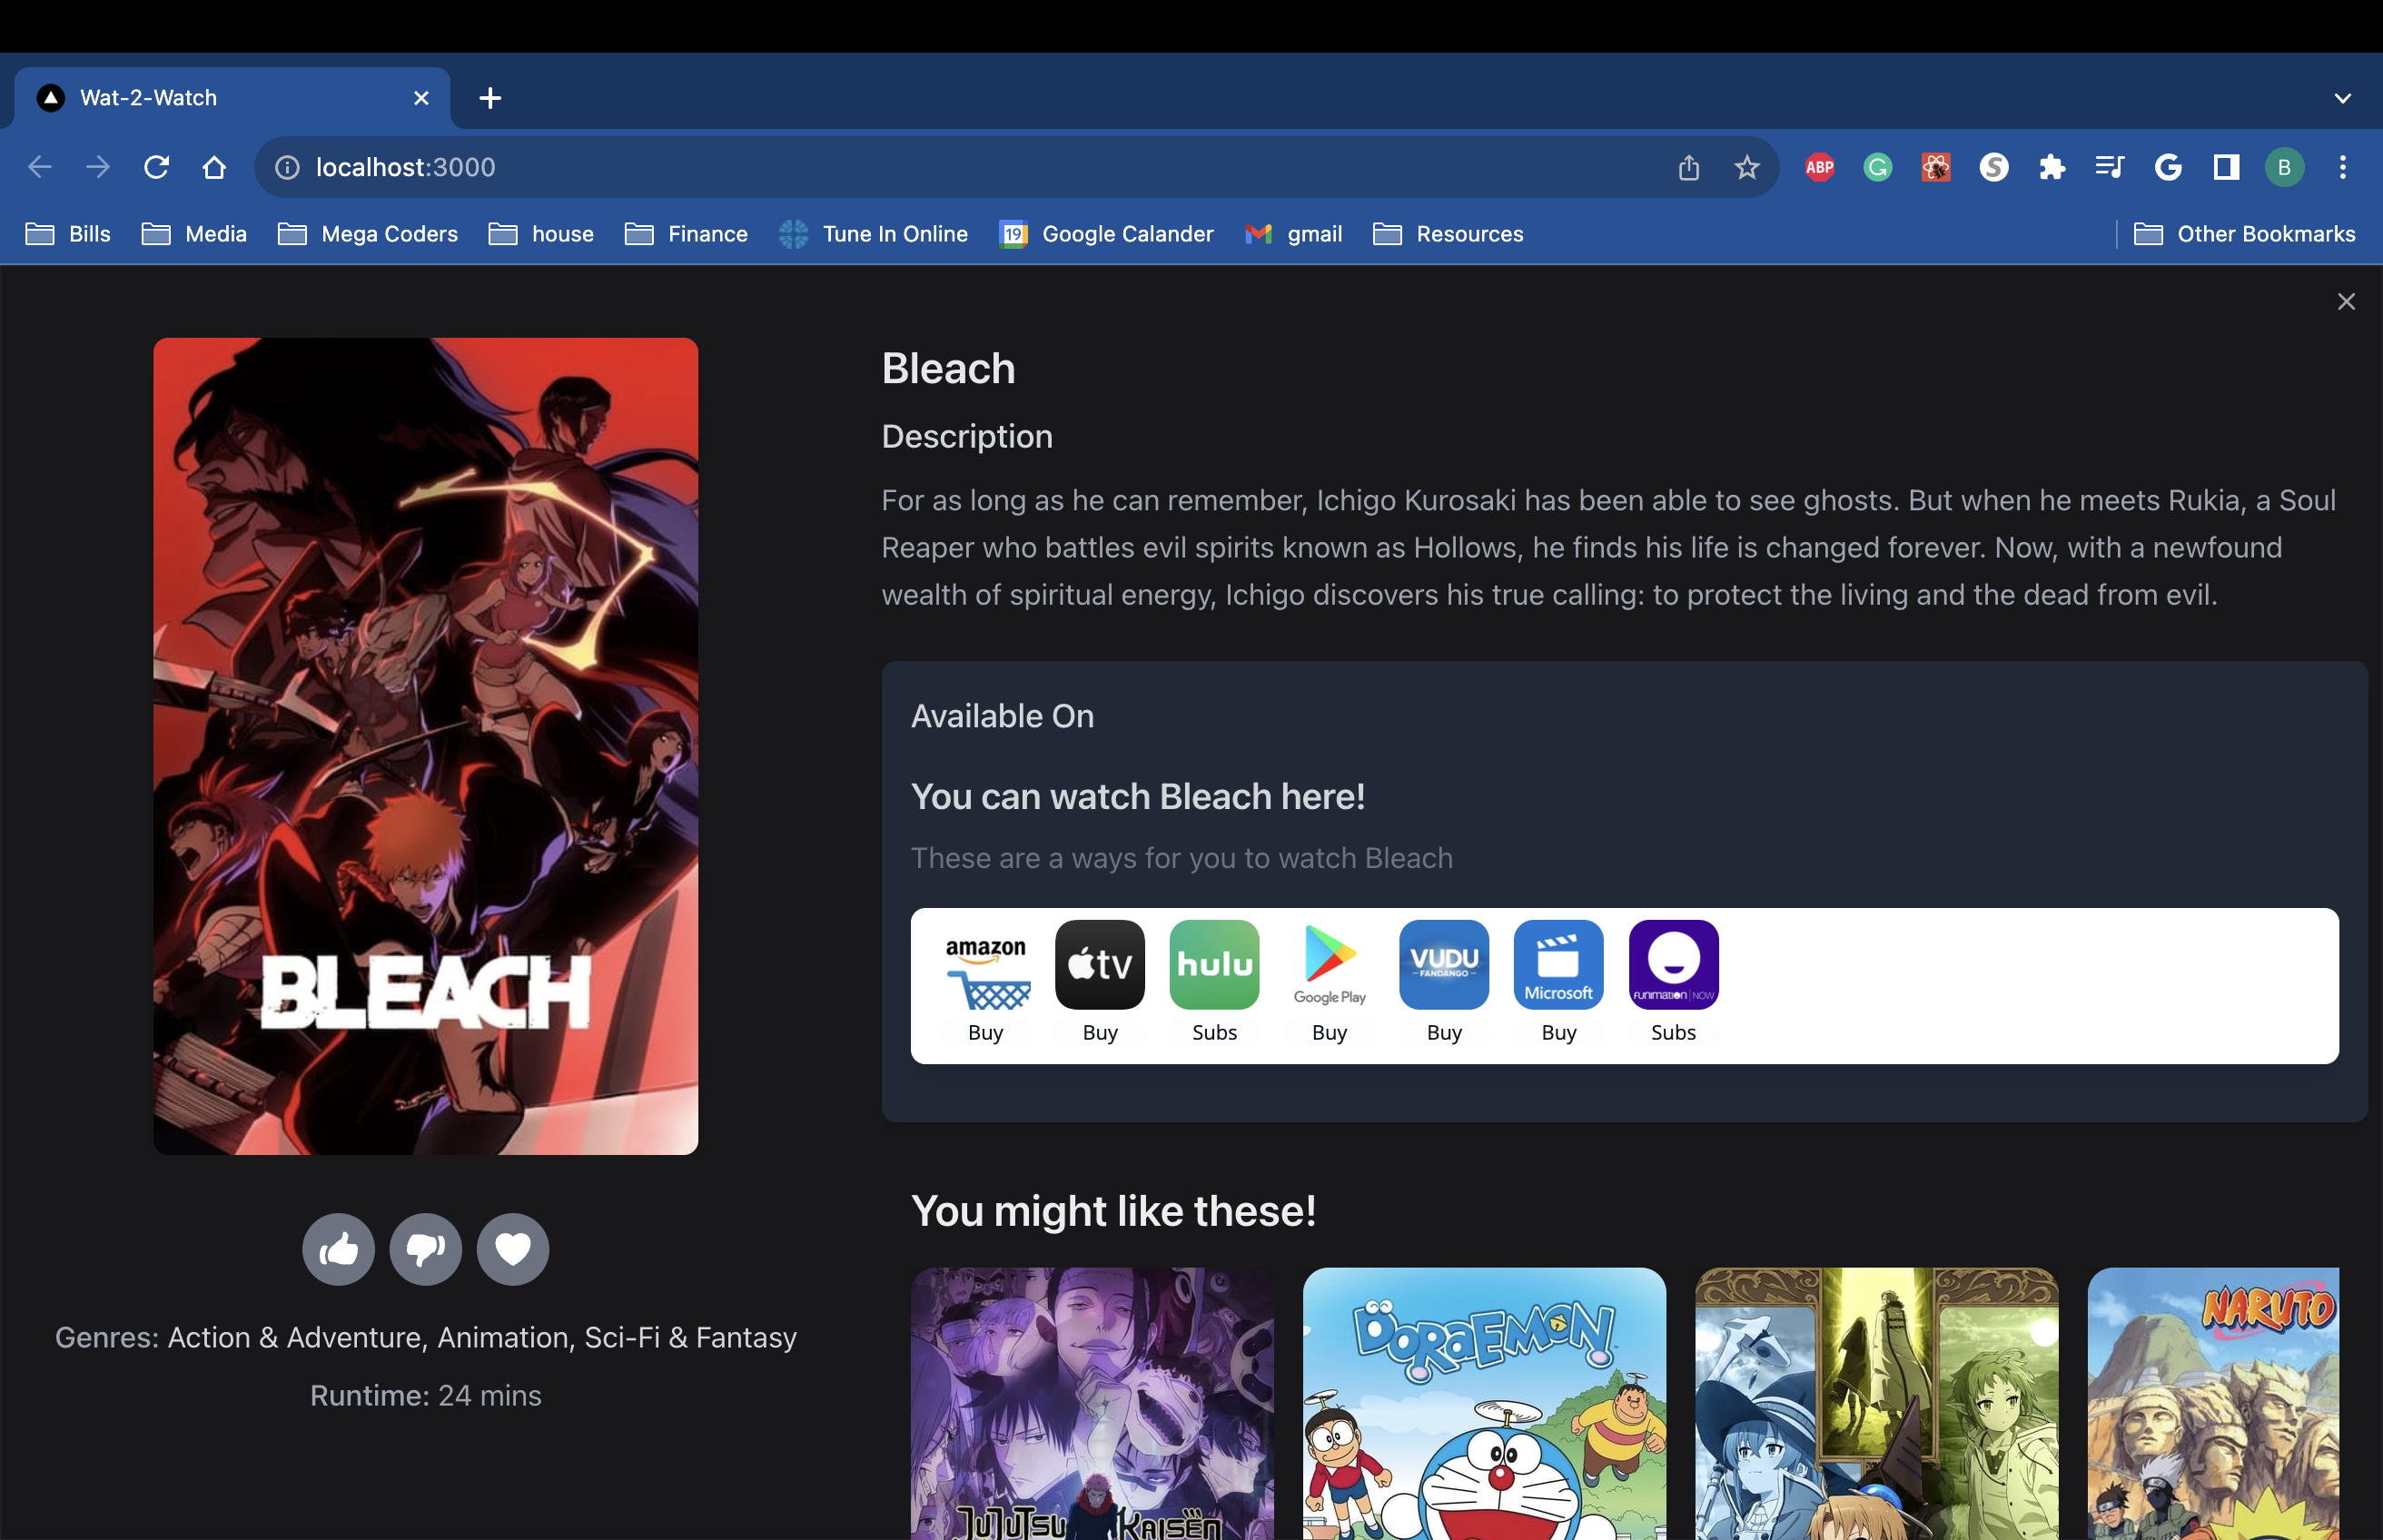 Wat-2-Watch
localhost:3000
ABP
G
S
G
B
Bills
Media
Mega Coders
house
Finance
Tune In Online
19
Google Calander
gmail
Resources
Other Bookmarks
BLEACH
Genres: Action & Adventure, Animation, Sci-Fi & Fantasy
Runtime: 24 mins
Bleach
Description
For as long as he can remember, Ichigo Kurosaki has been able to see ghosts. But when he meets Rukia, a Soul
Reaper who battles evil spirits known as Hollows, he finds his life is changed forever. Now, with a newfound
wealth of spiritual energy, Ichigo discovers his true calling: to protect the living and the dead from evil.
Available On
You can watch Bleach here!
These are a ways for you to watch Bleach
amazon
Buy
tv
Buy
hulu
Subs
Google Play
Buy
VUDU
FANDANGO
Buy
Microsoft
Buy
FUNIMATION | NOW
Subs
You might like these!
JUJUTSU KAISEN
DORAEMON
NARUTO